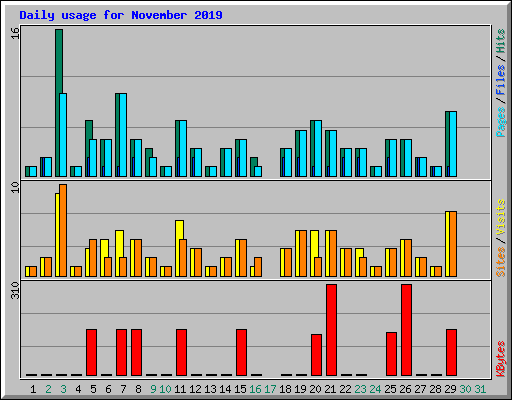 Daily usage for November 2019
16
Pages / Files / Hits
10
Sites / Visits
310
KBytes
1 2 3 4 5 6 7 8 9 10 11 12 13 14 15 16 17 18 19 20 21 22 23 24 25 26 27 28 29 30 31